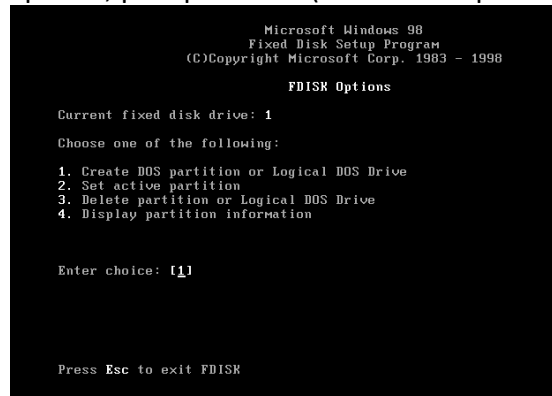 Microsoft Windows 98
Fixed Disk Setup Program
(C)Copyright Microsoft Corp. 1983 - 1998
FDISK Options
Current fixed disk drive: 1
Choose one of the following:
1. Create DOS partition or Logical DOS Drive
2. Set active partition
3. Delete partition or Logical DOS Drive
4. Display partition information
Enter choice: [1]
Press Esc to exit FDISK